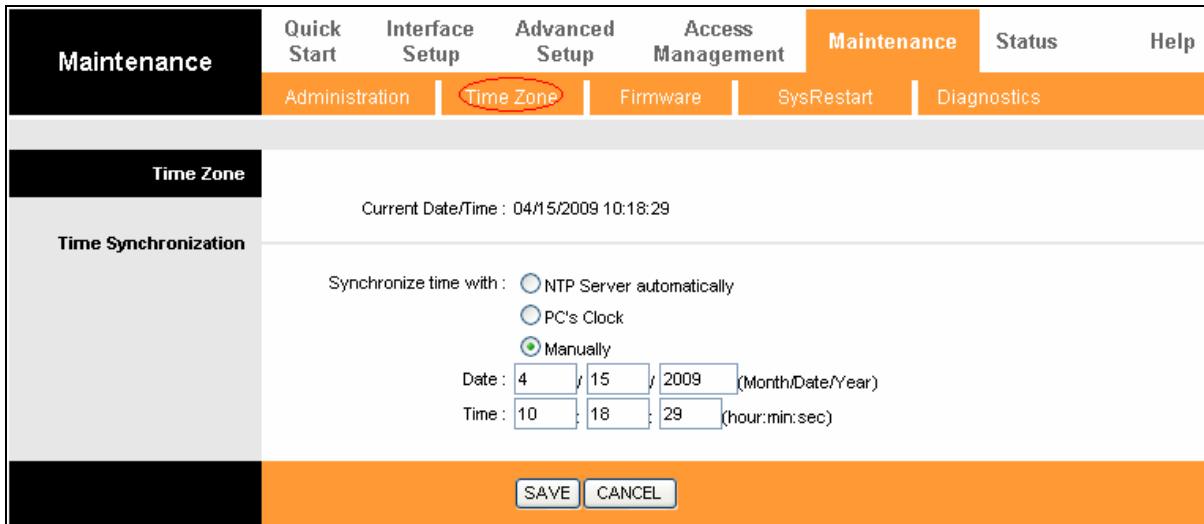 Maintenance
Quick Start
Interface Setup
Advanced Setup
Access Management
Maintenance
Status
Help
Administration
Time Zone
Firmware
SysRestart
Diagnostics
Time Zone
Current Date/Time : 04/15/2009 10:18:29
Time Synchronization
Synchronize time with : NTP Server automatically
PC's Clock
Manually
Date : 4 / 15 / 2009 (Month/Date/Year)
Time : 10 : 18 : 29 (hour:min:sec)
SAVE CANCEL